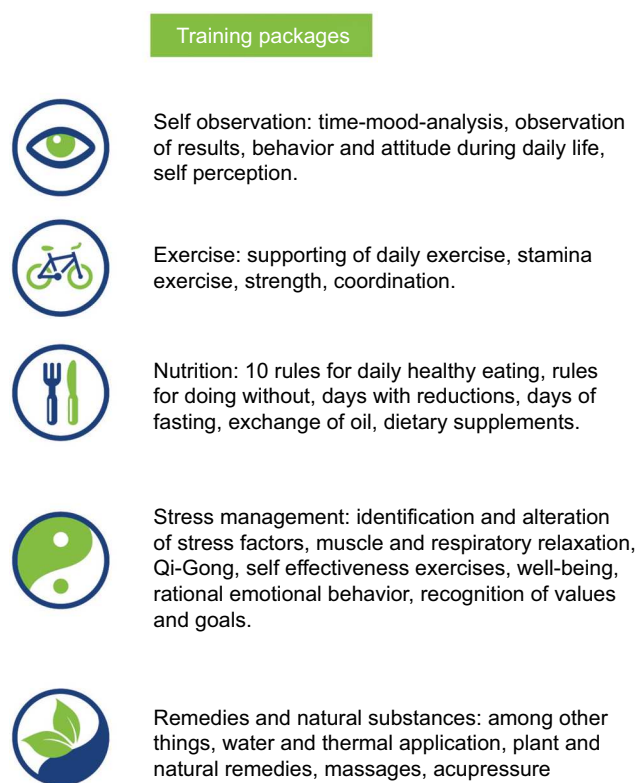 Training packages
Self observation: time-mood-analysis, observation
of results, behavior and attitude during daily life,
self perception.
Exercise: supporting of daily exercise, stamina
exercise, strength, coordination.
Nutrition: 10 rules for daily healthy eating, rules
for doing without, days with reductions, days of
fasting, exchange of oil, dietary supplements.
Stress management: identification and alteration
of stress factors, muscle and respiratory relaxation,
Qi-Gong, self effectiveness exercises, well-being,
rational emotional behavior, recognition of values
and goals.
Remedies and natural substances: among other
things, water and thermal application, plant and
natural remedies, massages, acupressure